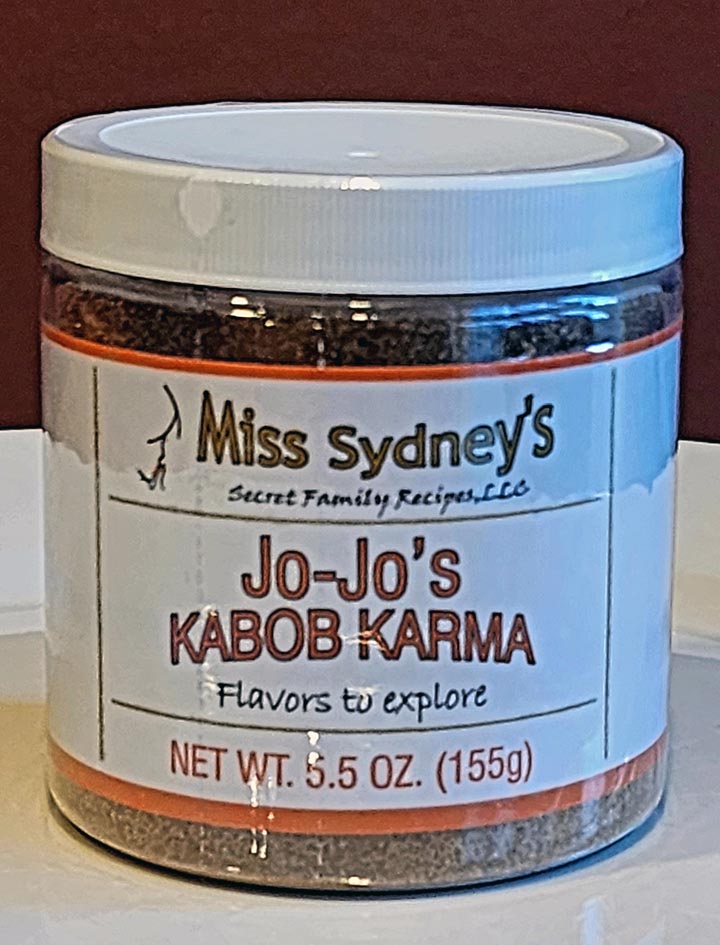 Miss Sydney's
Secret Family Recipes, LLC
Jo-Jo's
KABOB KARMA
Flavors to explore
NET WT. 5.5 OZ. (155g)